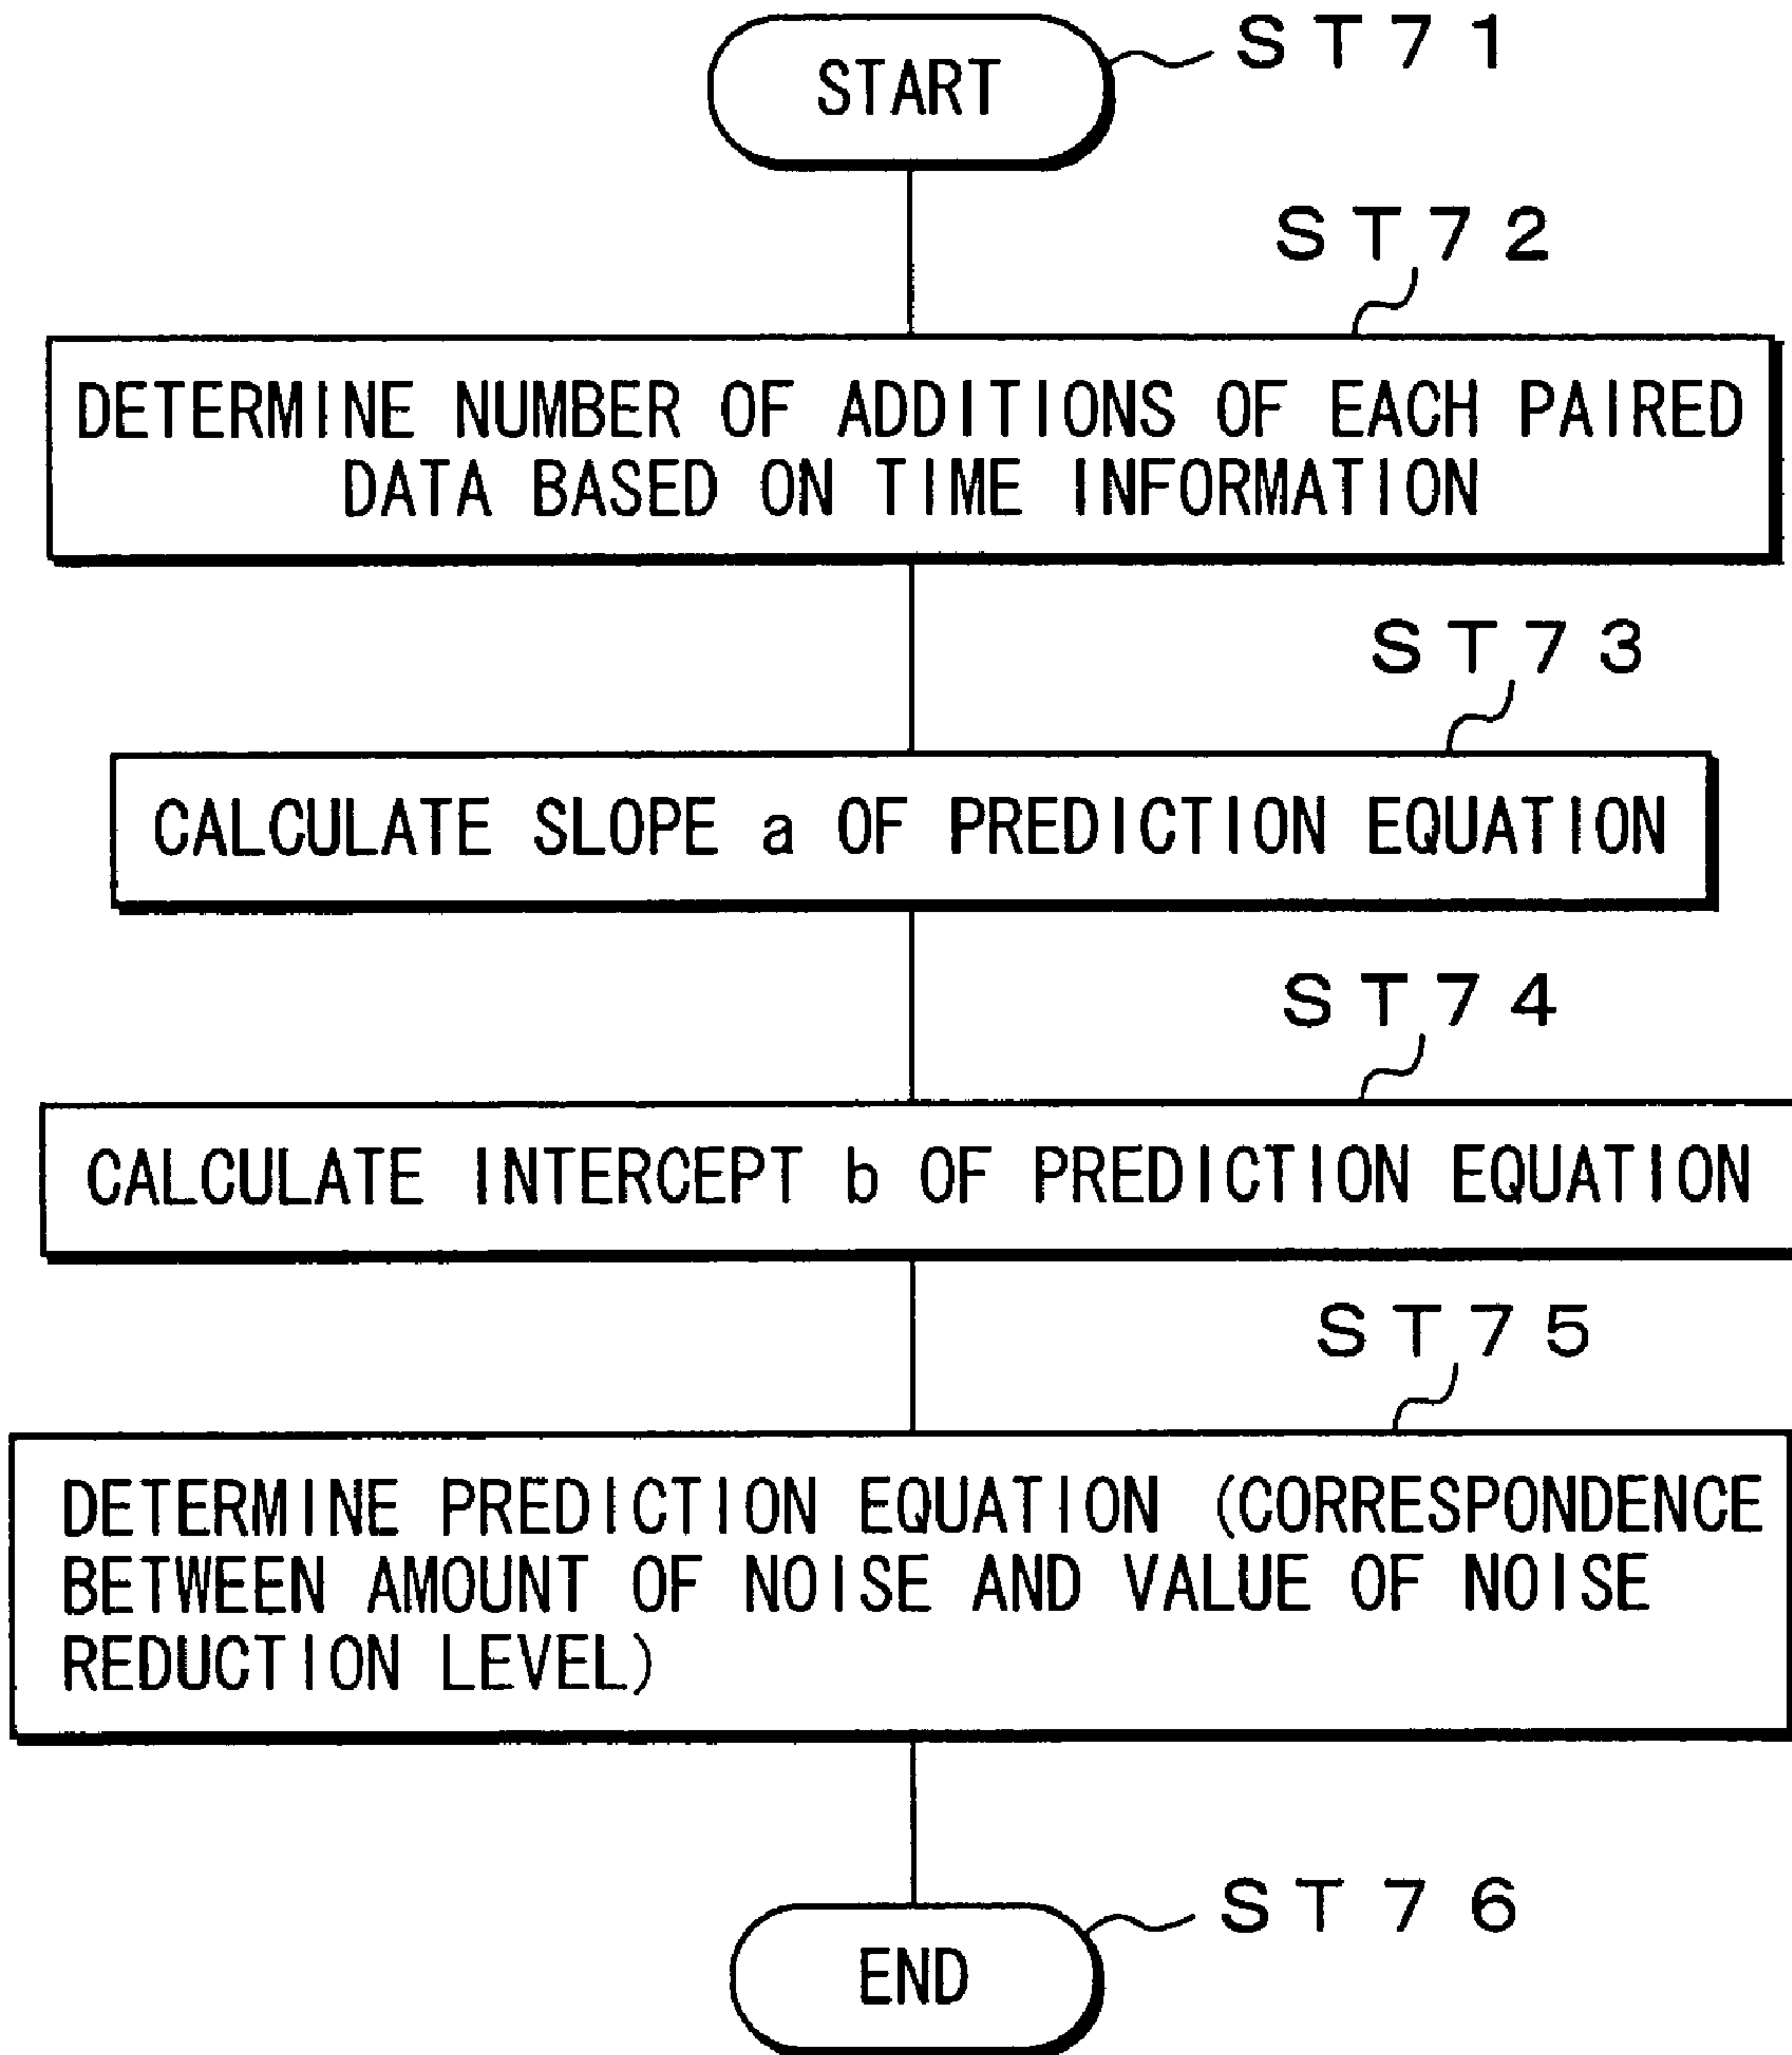 START
ST71
ST72
DETERMINE NUMBER OF ADDITIONS OF EACH PAIRED
DATA BASED ON TIME INFORMATION
ST73
CALCULATE SLOPE a OF PREDICTION EQUATION
ST74
CALCULATE INTERCEPT b OF PREDICTION EQUATION
ST75
DETERMINE PREDICTION EQUATION (CORRESPONDENCE
BETWEEN AMOUNT OF NOISE AND VALUE OF NOISE
REDUCTION LEVEL)
ST76
END